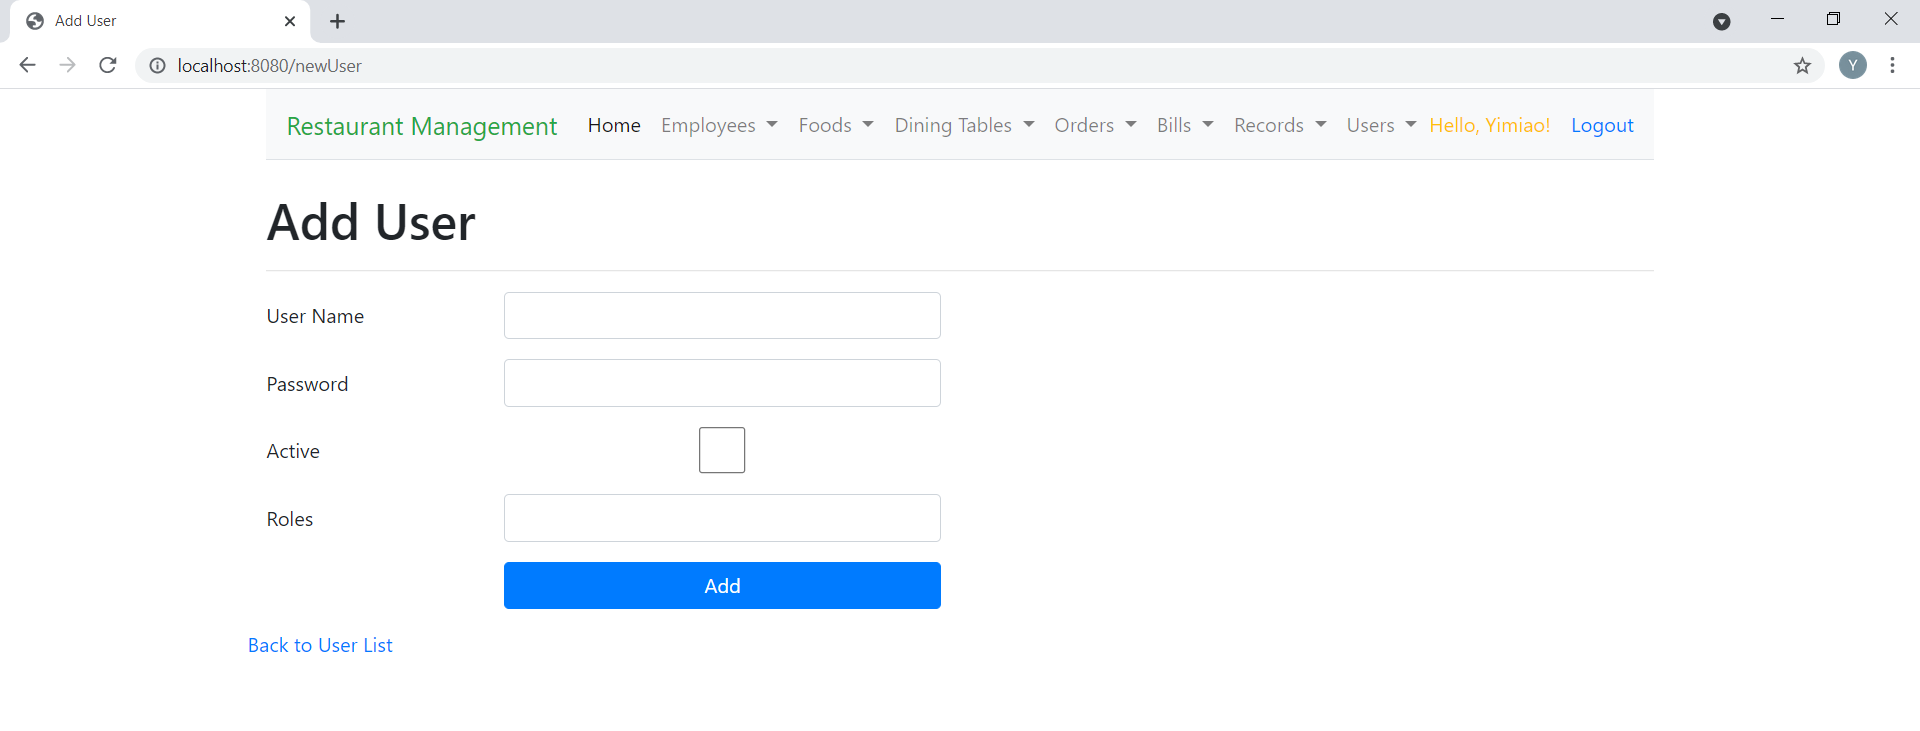 Add User
localhost:8080/newUser
Y
Restaurant Management Home Employees Foods Dining Tables Orders Bills Records Users Hello, Yimiao! Logout
Add User
User Name
Password
Active
Roles
Add
Back to User List